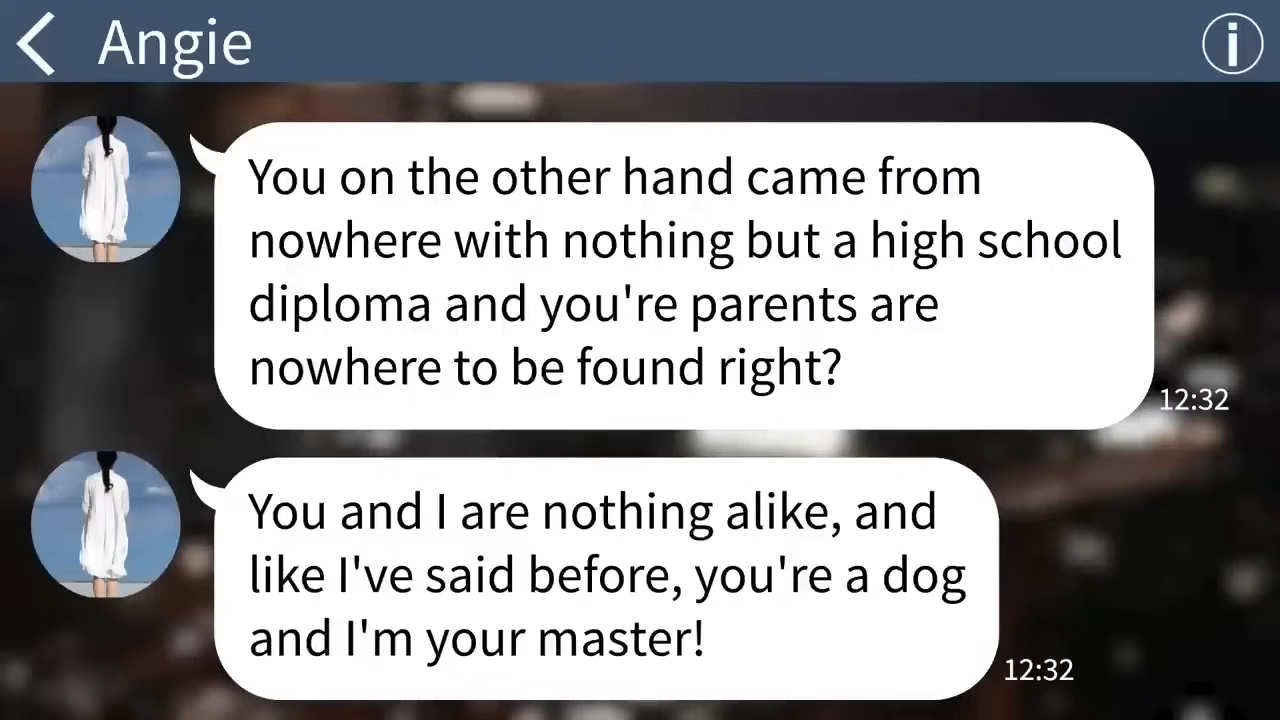 Angie
You on the other hand came from
nowhere with nothing but a high school
diploma and you're parents are
nowhere to be found right?
12:32
You and I are nothing alike, and
like I've said before, you're a dog
and I'm your master!
12:32